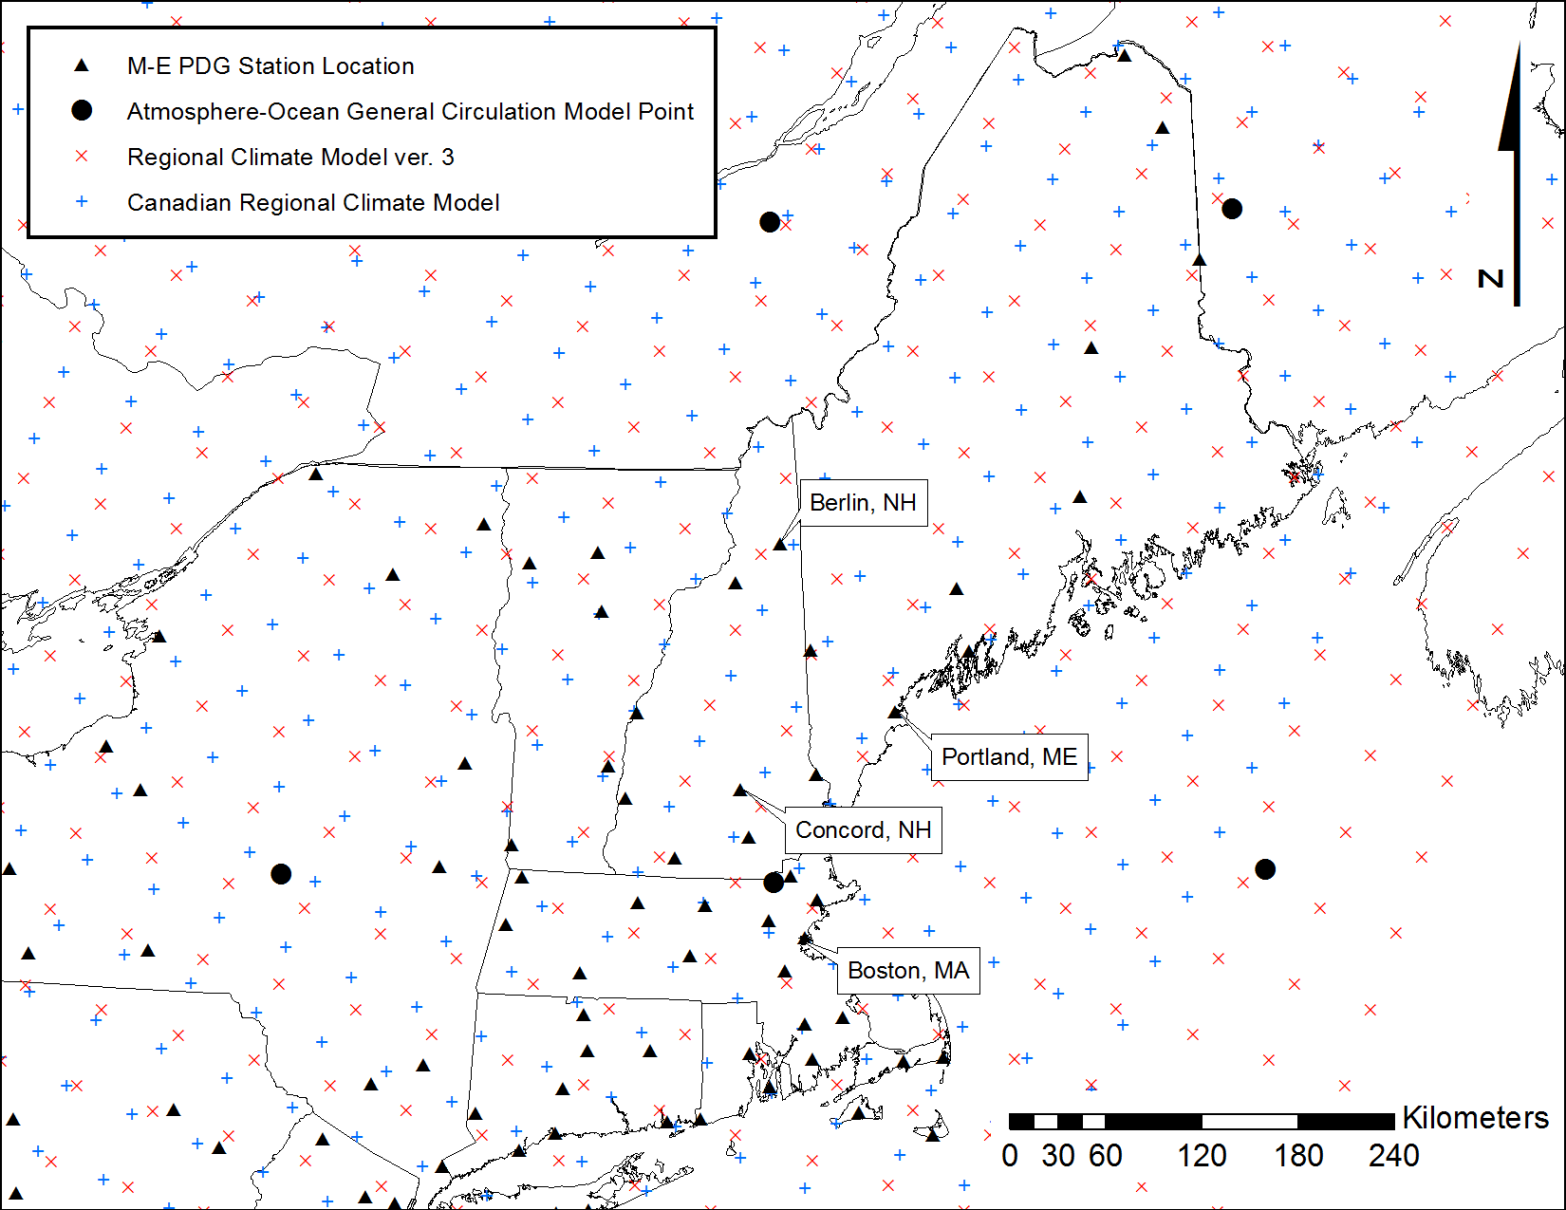 M-E PDG Station Location
Atmosphere-Ocean General Circulation Model Point
Regional Climate Model ver. 3
Canadian Regional Climate Model
N
Berlin, NH
Portland, ME
Concord, NH
Boston, MA
Kilometers
0 30 60 120 180 240